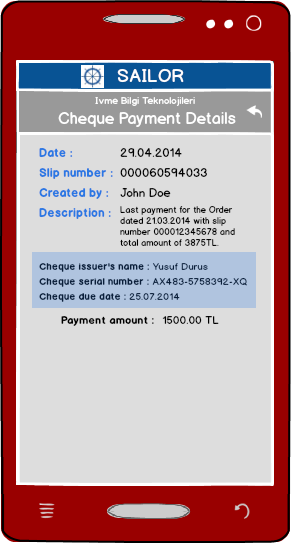 SAILOR
Ivme Bilgi Teknolojileri
Cheque Payment Details
Date : 29.04.2014
Slip number : 000060594033
Created by : John Doe
Description : Last payment for the Order
dated 21.03.2014 with slip
number 000012345678 and
total amount of 3875TL.
Cheque issuer's name : Yusuf Durus
Cheque serial number : AX483-5758392-XQ
Cheque due date : 25.07.2014
Payment amount : 1500.00 TL